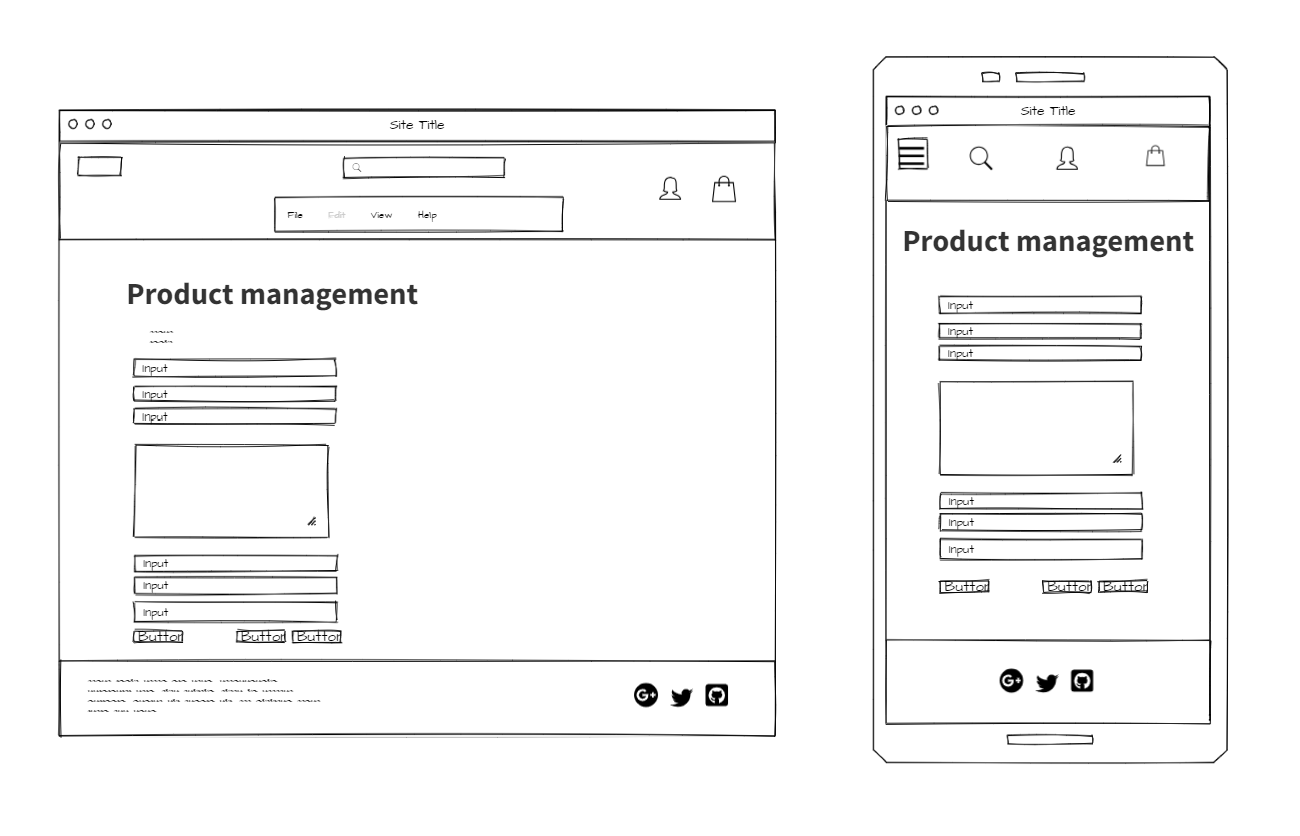 Site Title
File Edit View Help
Product management
Input
Input
Input
Input
Input
Input
Button Button Button
G+
Site Title
Product management
Input
Input
Input
Input
Input
Input
Button Button Button
G+